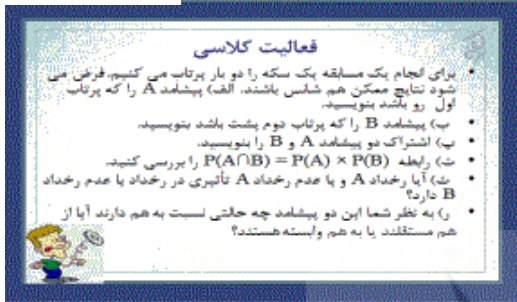 فعالیت کلاسی
• برای انجام یک مسابقه یک سکه را دو بار پرتاب می کنیم. فرض می
شود نتایج ممکن هم شانس باشند. الف) پیشامد A را که پرتاب
اول رو باشد بنویسید.
• ب) پیشامد B را که پرتاب دوم پشت باشد بنویسید.
• پ) اشتراک دو پیشامد A و B را بنویسید.
• ت) رابطه P(A∩B) = P(A) × P(B) را بررسی کنید.
• ث) آیا رخداد A و یا عدم رخداد A تأثیری در رخداد یا عدم رخداد
B دارد؟
• ر) به نظر شما این دو پیشامد چه حالتی نسبت به هم دارند آیا از
هم مستقلند یا به هم وابسته هستند؟